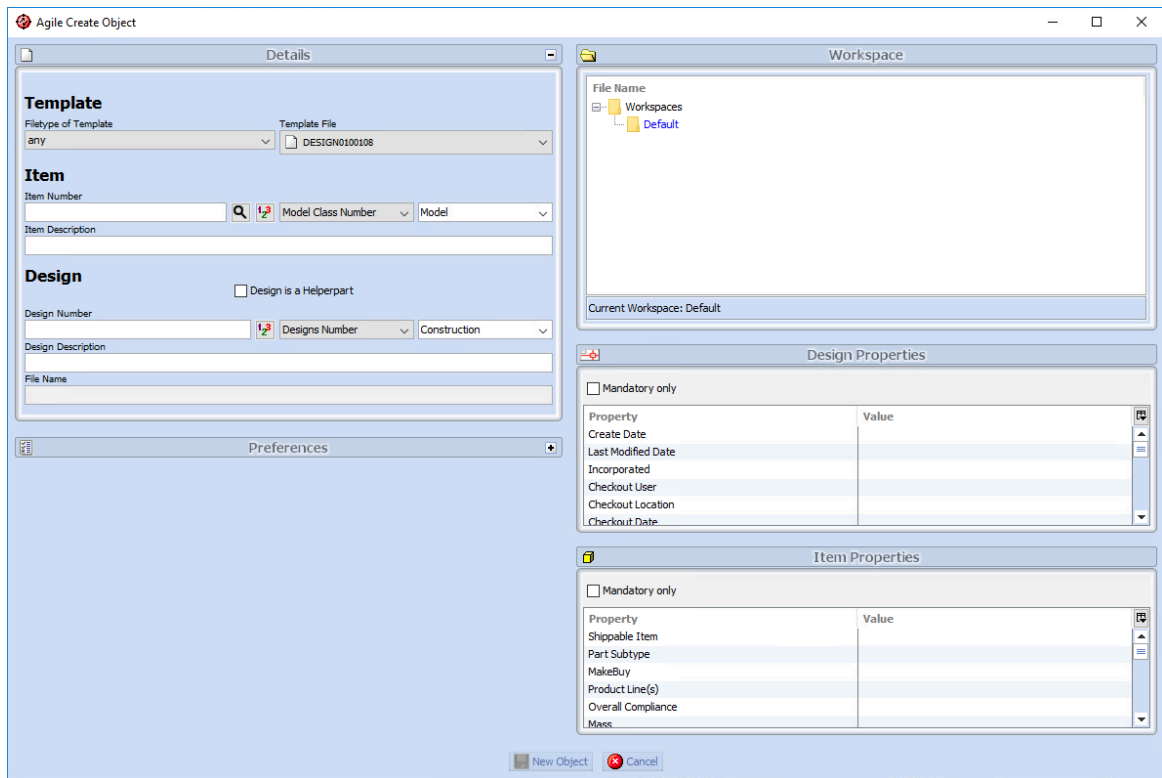 Agile Create Object
Details
Template
Filetype of Template Template File
any DESIGN0100108
Item
Item Number
123 Model Class Number Model
Item Description
Design
Design is a Helperpart
Design Number
123 Designs Number Construction
Design Description
File Name
Preferences
Workspace
File Name
Workspaces
Default
Current Workspace: Default
Design Properties
Mandatory only
Property Value
Create Date
Last Modified Date
Incorporated
Checkout User
Checkout Location
Checkout Date
Item Properties
Mandatory only
Property Value
Shippable Item
Part Subtype
MakeBuy
Product Line(s)
Overall Compliance
Mass
New Object Cancel